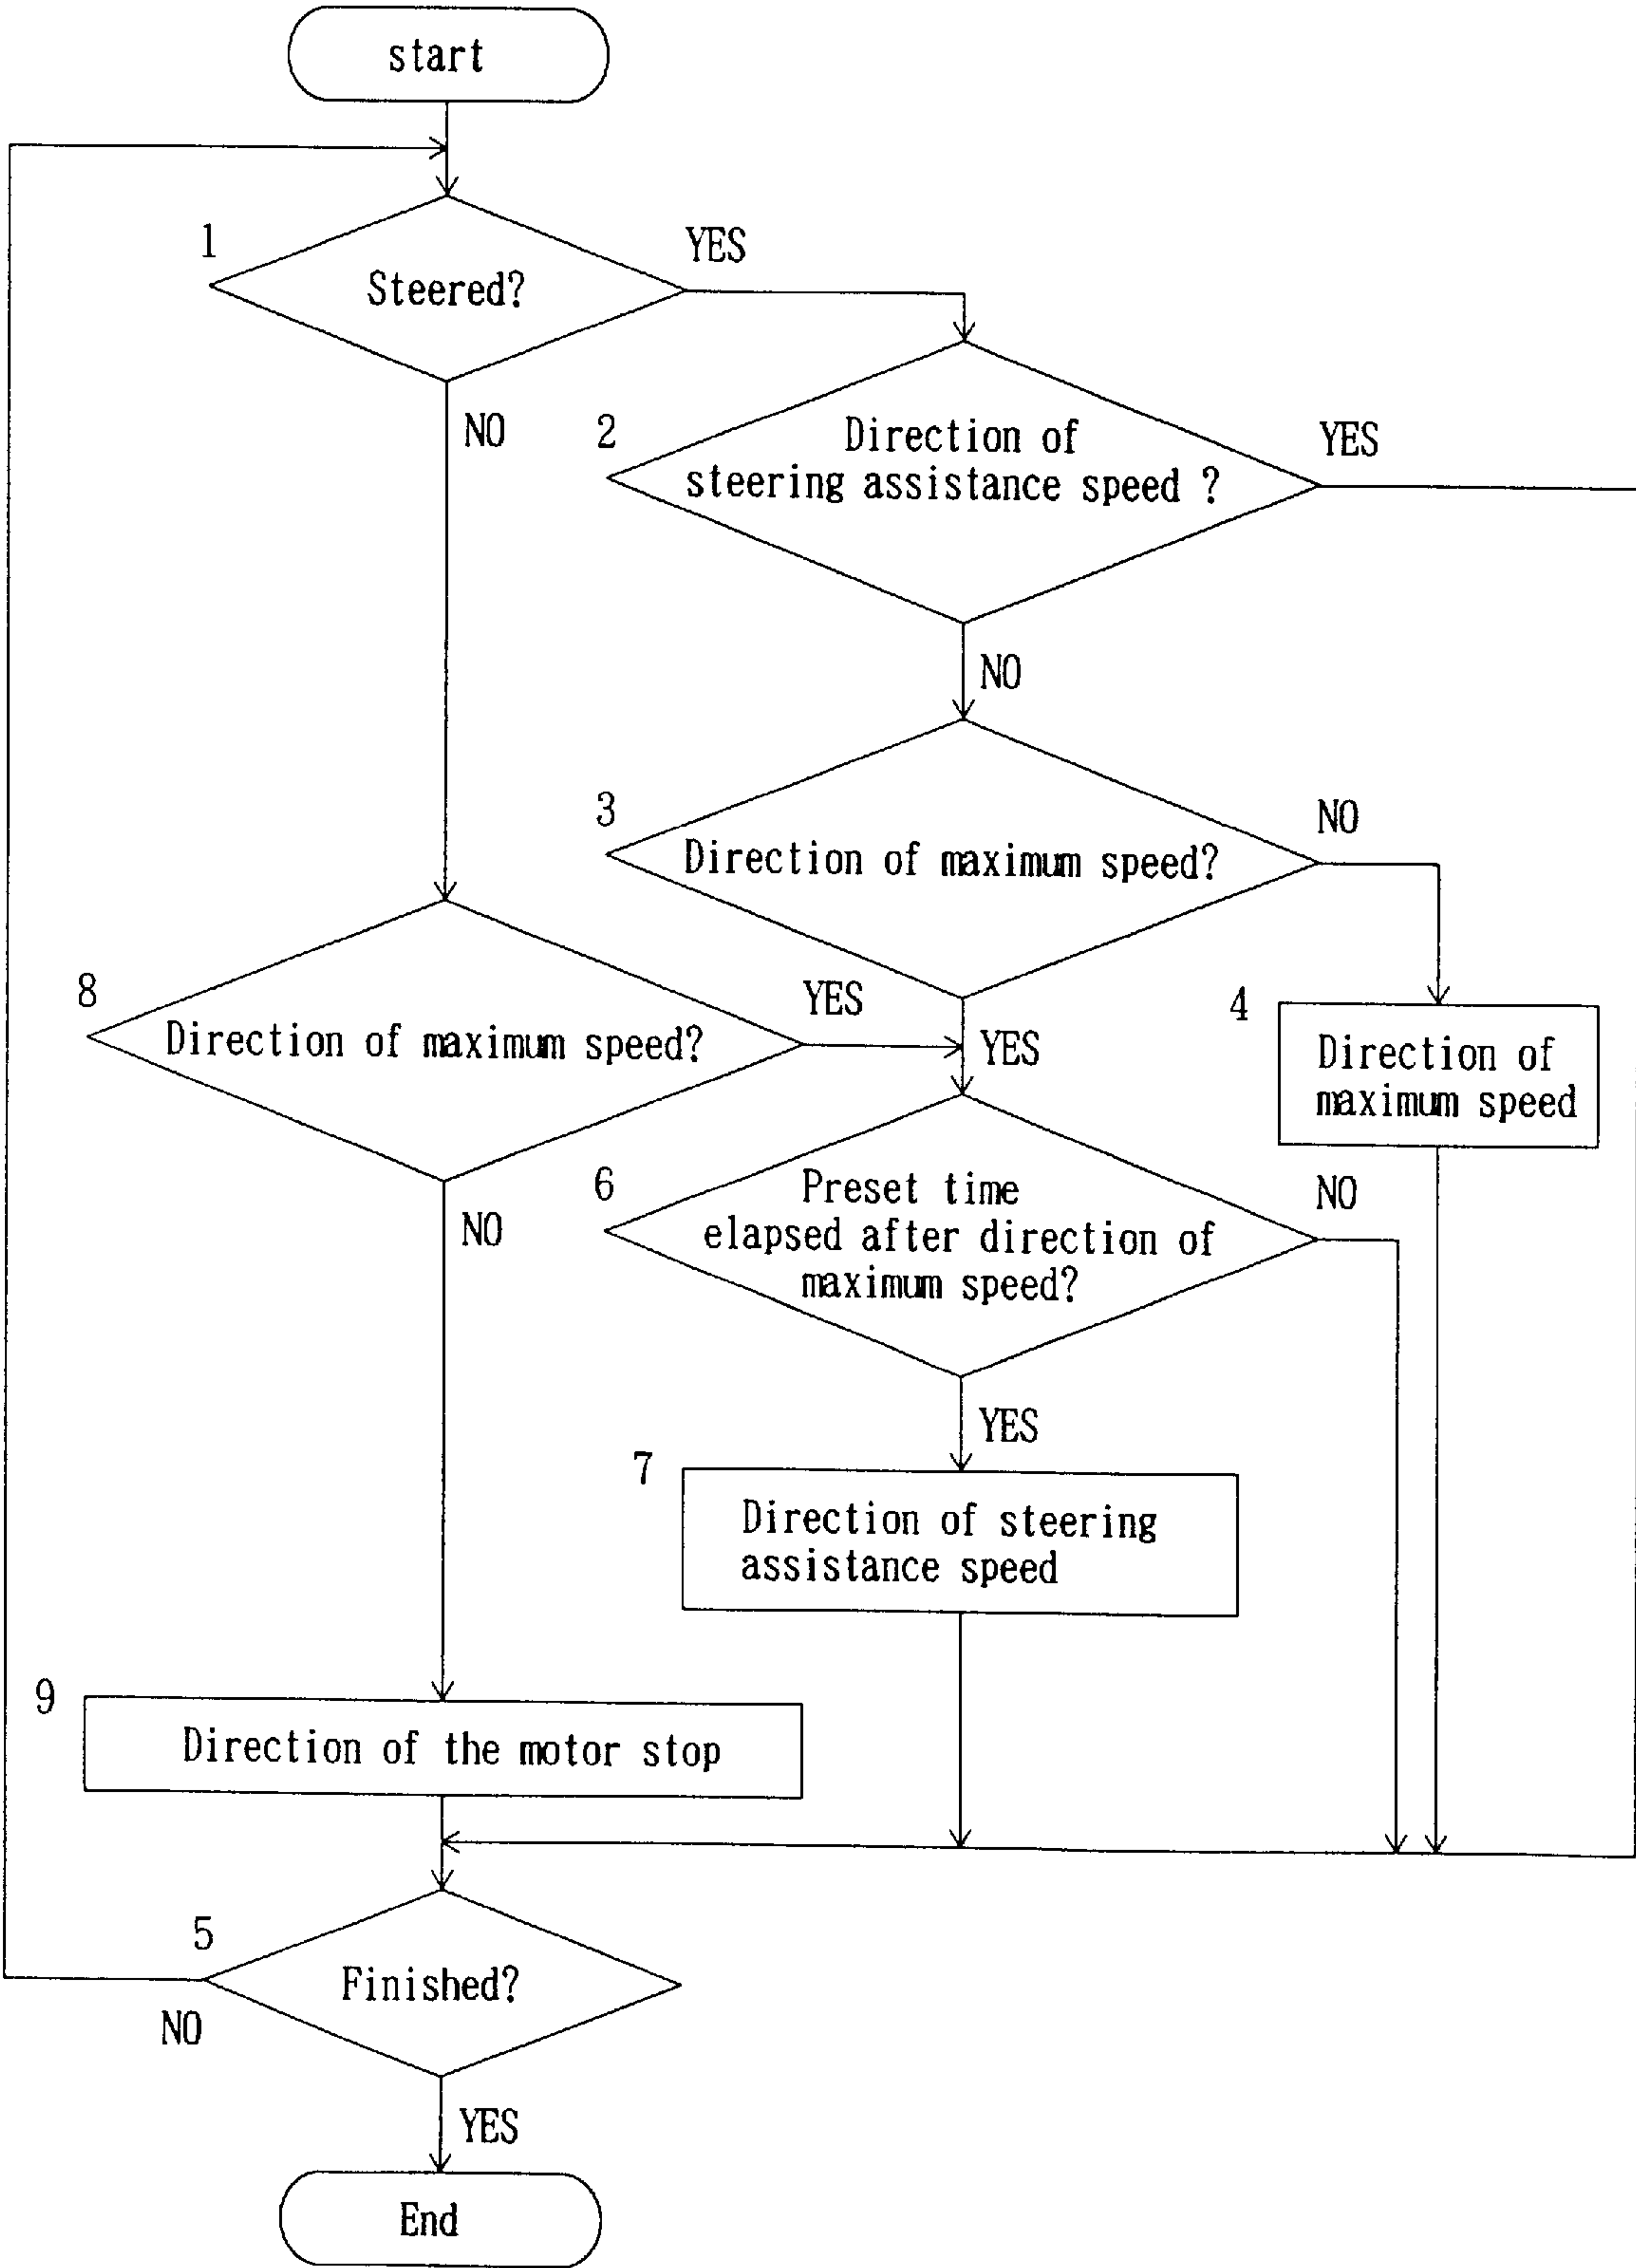 start
1
Steered?
YES
NO
2
Direction of
steering assistance speed ?
YES
NO
3
Direction of maximum speed?
NO
YES
8
Direction of maximum speed?
YES
NO
4
Direction of
maximum speed
6
Preset time
elapsed after direction of
maximum speed?
NO
YES
7
Direction of steering
assistance speed
9
Direction of the motor stop
5
Finished?
NO
YES
End